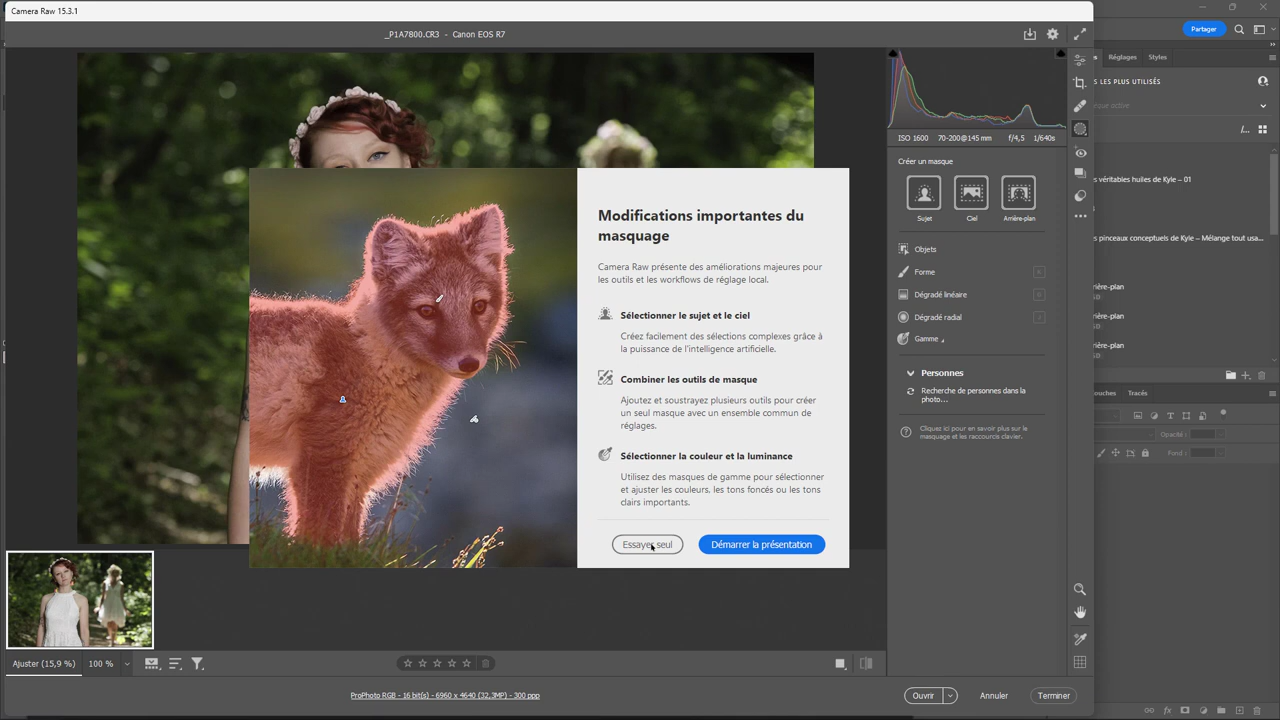 Camera Raw 15.3.1
_P1A7800.CR3 - Canon EOS R7
Partager
Réglages
Styles
S LES PLUS UTILISÉS
que active
ISO 1600
70-200@145 mm
f/4,5
1/640s
Créer un masque
Sujet
Ciel
Arrière-plan
Objets
Forme
Dégradé linéaire
Dégradé radial
Gamme
Personnes
Recherche de personnes dans la
photo...
Cliquez ici pour en savoir plus sur le
masquage et les raccourcis clavier.
Modifications importantes du
masquage
Camera Raw présente des améliorations majeures pour
les outils et les workflows de réglage local.
Sélectionner le sujet et le ciel
Créez facilement des sélections complexes grâce à
la puissance de l'intelligence artificielle.
Combiner les outils de masque
Ajoutez et soustrayez plusieurs outils pour créer
un seul masque avec un ensemble commun de
réglages.
Sélectionner la couleur et la luminance
Utilisez des masques de gamme pour sélectionner
et ajuster les couleurs, les tons foncés ou les tons
clairs importants.
Essayer seul
Démarrer la présentation
véritables huiles de Kyle – 01
s pinceaux conceptuels de Kyle – Mélange tout usa...
rière-plan
rière-plan
rière-plan
ouches
Tracés
Opacité :
Fond :
Ajuster (15,9 %)
100 %
ProPhoto RGB - 16 bit(s) - 6960 x 4640 (32,3MP) - 300 ppp
Ouvrir
Annuler
Terminer